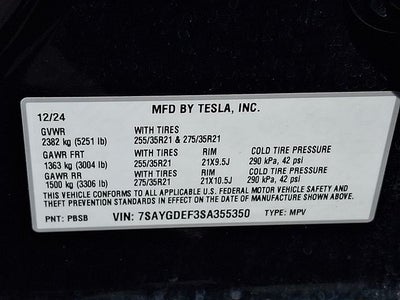 MFD BY TESLA, INC.
12/24
GVWR WITH TIRES
2382 kg (5251 lb) 255/35R21 & 275/35R21
GAWR FRT WITH TIRES RIM COLD TIRE PRESSURE
1363 kg (3004 lb) 255/35R21 21X9.5J 290 kPa, 42 psi
GAWR RR WITH TIRES RIM COLD TIRE PRESSURE
1500 kg (3306 lb) 275/35R21 21X10.5J 290 kPa, 42 psi
THIS VEHICLE CONFORMS TO ALL APPLICABLE U.S. FEDERAL MOTOR VEHICLE SAFETY AND
THEFT PREVENTION STANDARDS IN EFFECT ON THE DATE OF MANUFACTURE SHOWN ABOVE.
PNT: PBSB VIN: 7SAYGDEF3SA355350 TYPE: MPV